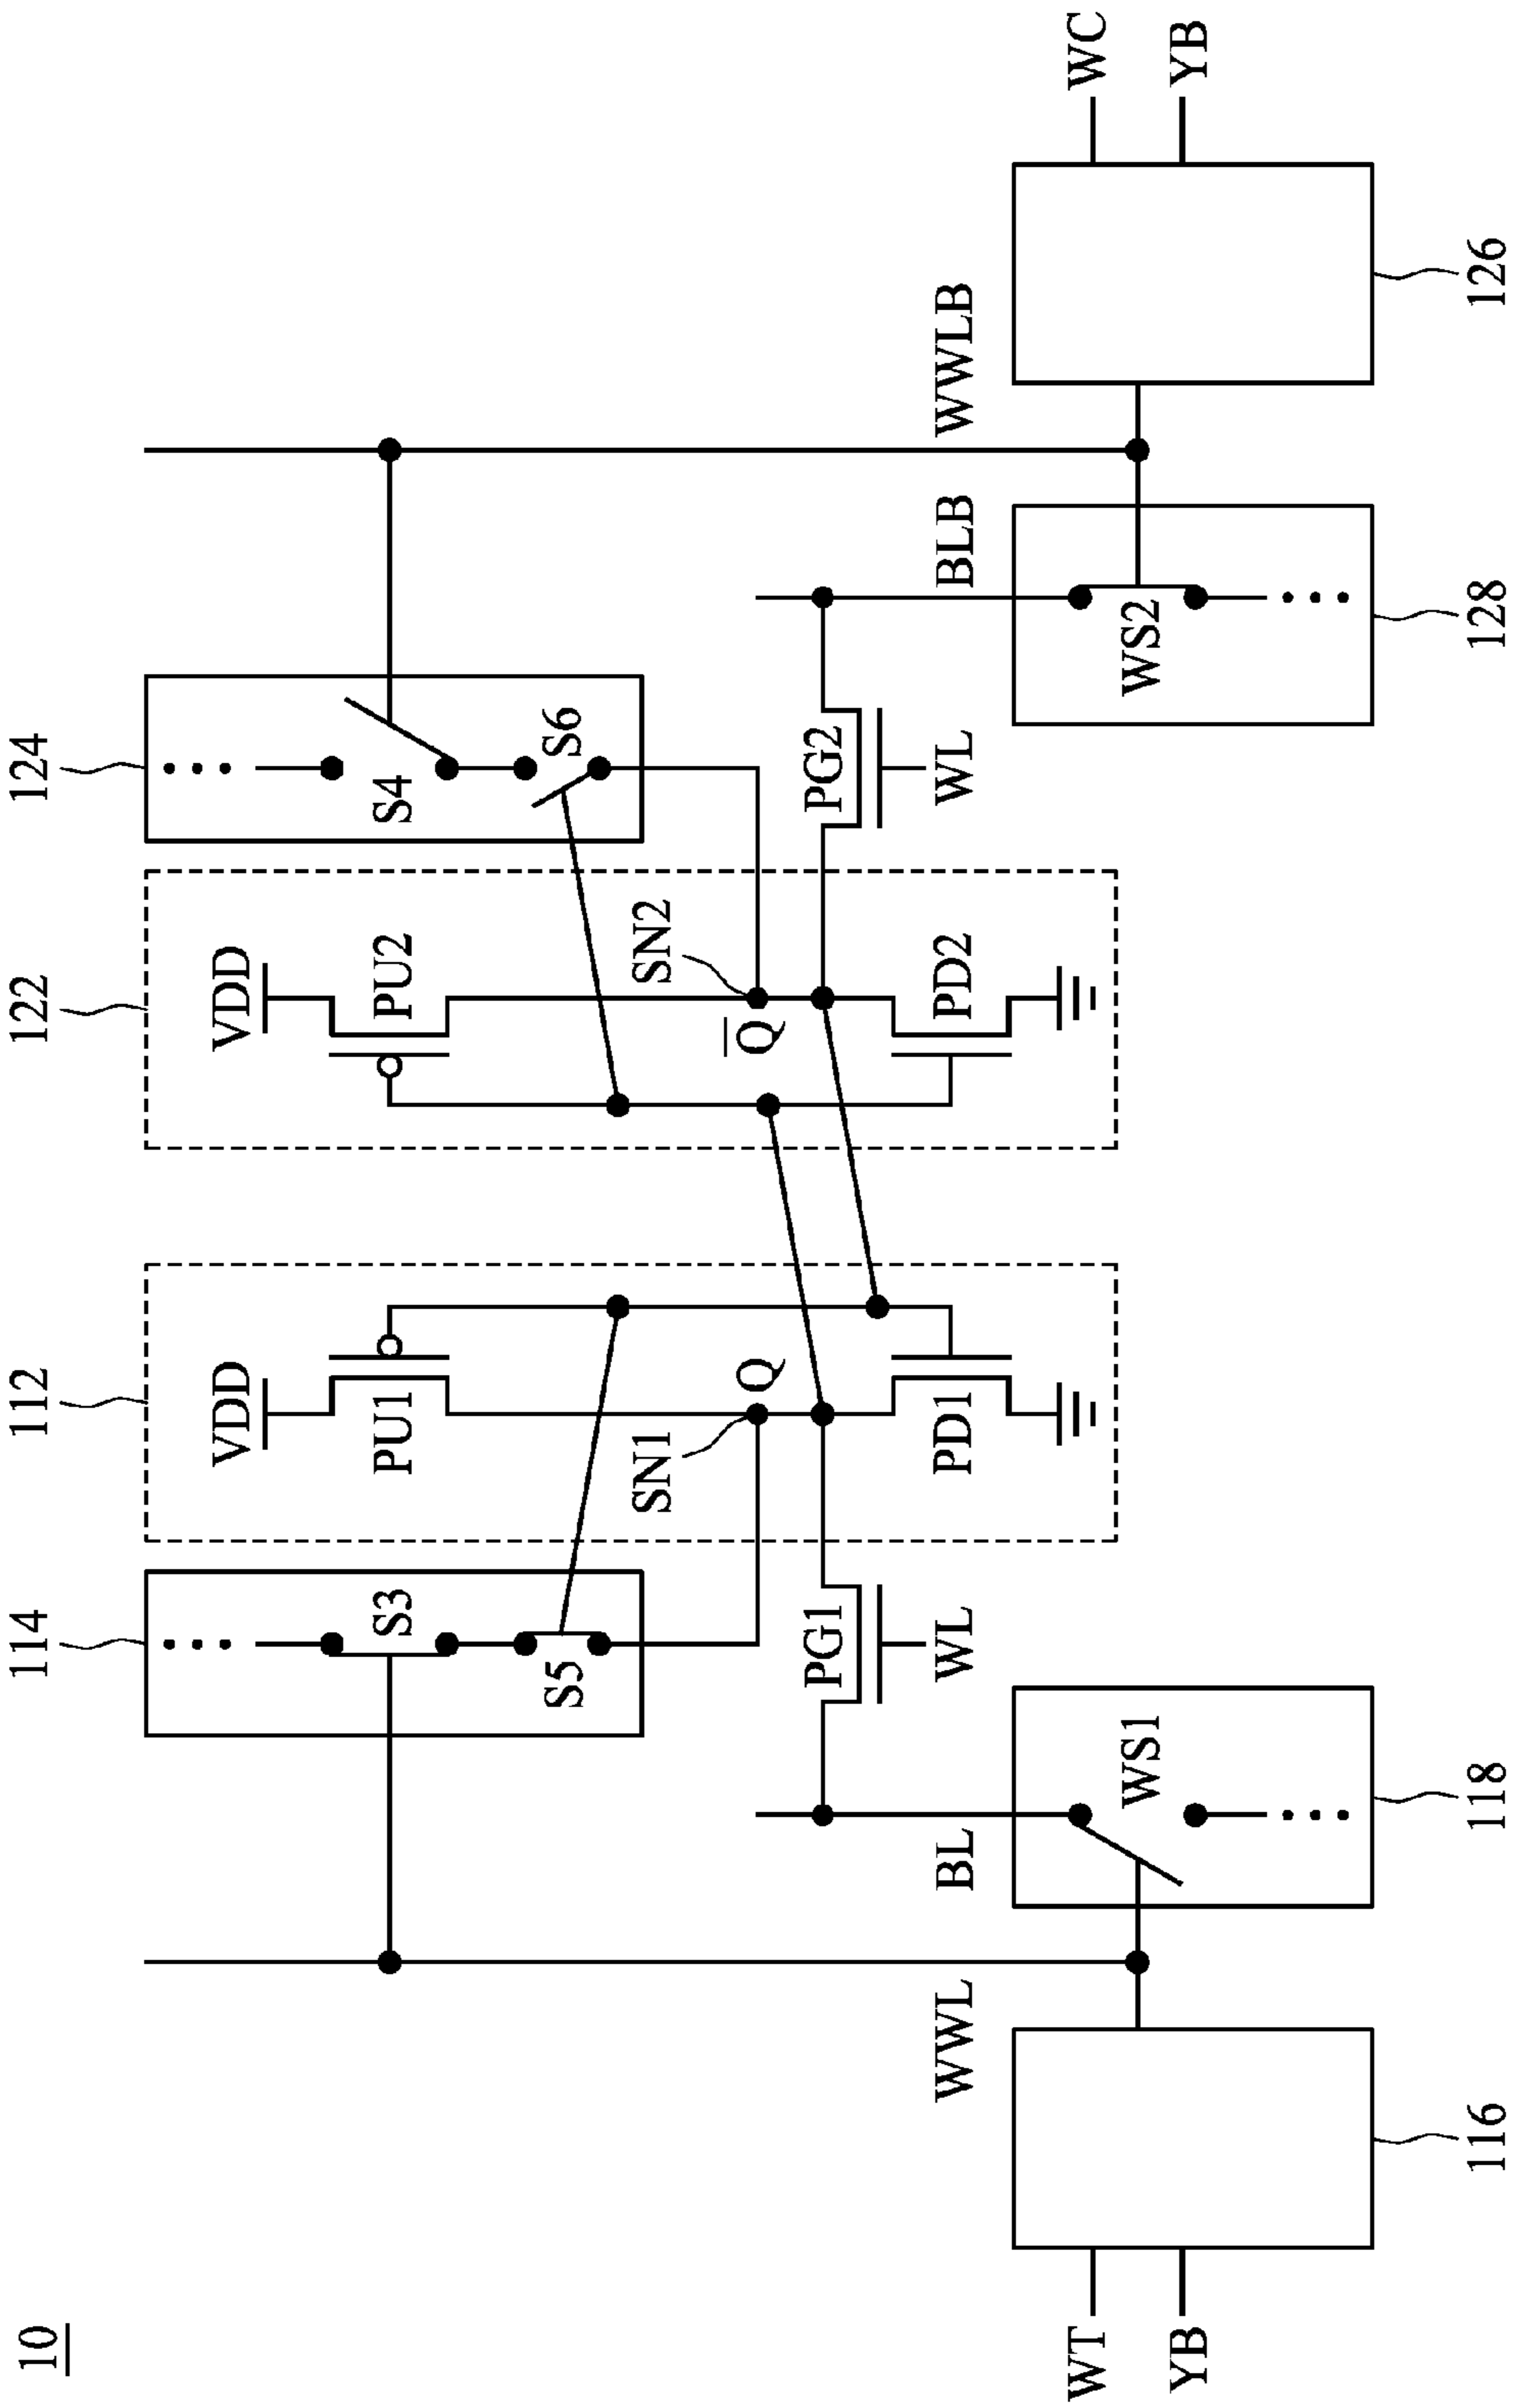 10
114
112
122
124
VDD
VDD
S3
PU1
PU2
S4
S5
S6
SN1
SN2
Q
Q̅
PG1
PG2
WWL
BL
WL
PD1
PD2
WL
BLB
WWLB
WT
WC
WS1
WS2
YB
YB
116
118
128
126